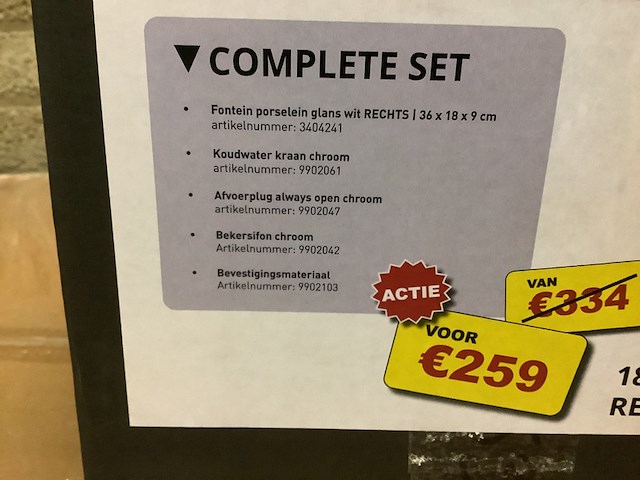 ▼ COMPLETE SET
• Fontein porselein glans wit RECHTS | 36 x 18 x 9 cm
artikelnummer: 3404241
• Koudwater kraan chroom
artikelnummer: 9902061
• Afvoerplug always open chroom
artikelnummer: 9902047
• Bekersifon chroom
Artikelnummer: 9902042
• Bevestigingsmateriaal
Artikelnummer: 9902103
ACTIE
VAN
€334
VOOR
€259
RE